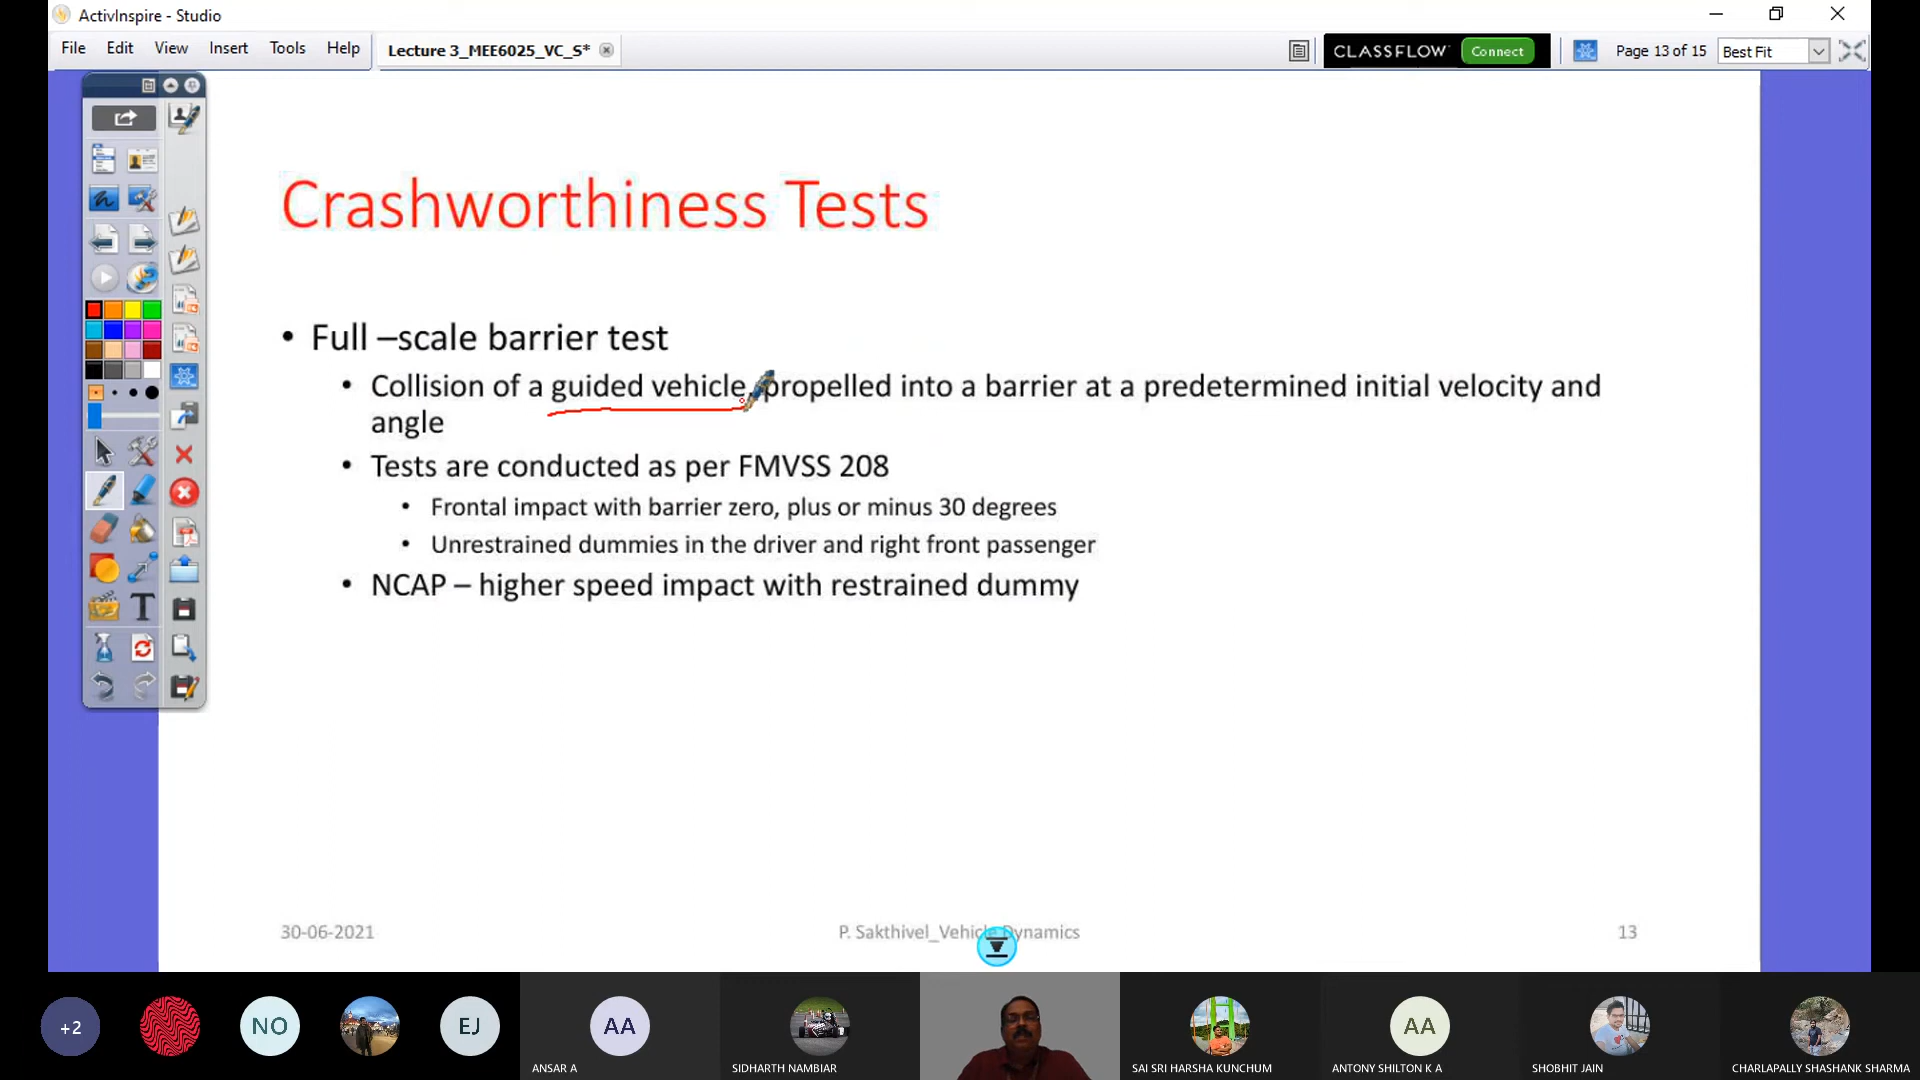 ActivInspire - Studio
File Edit View Insert Tools Help
Lecture 3_MEE6025_VC_S*
CLASSFLOW Connect
Page 13 of 15
Best Fit
Crashworthiness Tests
• Full –scale barrier test
• Collision of a guided vehicle, propelled into a barrier at a predetermined initial velocity and
angle
• Tests are conducted as per FMVSS 208
• Frontal impact with barrier zero, plus or minus 30 degrees
• Unrestrained dummies in the driver and right front passenger
• NCAP – higher speed impact with restrained dummy
30-06-2021
P. Sakthivel_Vehicle Dynamics
13
+2
NO
EJ
AA
AA
ANSAR A
SIDHARTH NAMBIAR
SAI SRI HARSHA KUNCHUM
ANTONY SHILTON K A
SHOBHIT JAIN
CHARLAPALLY SHASHANK SHARMA